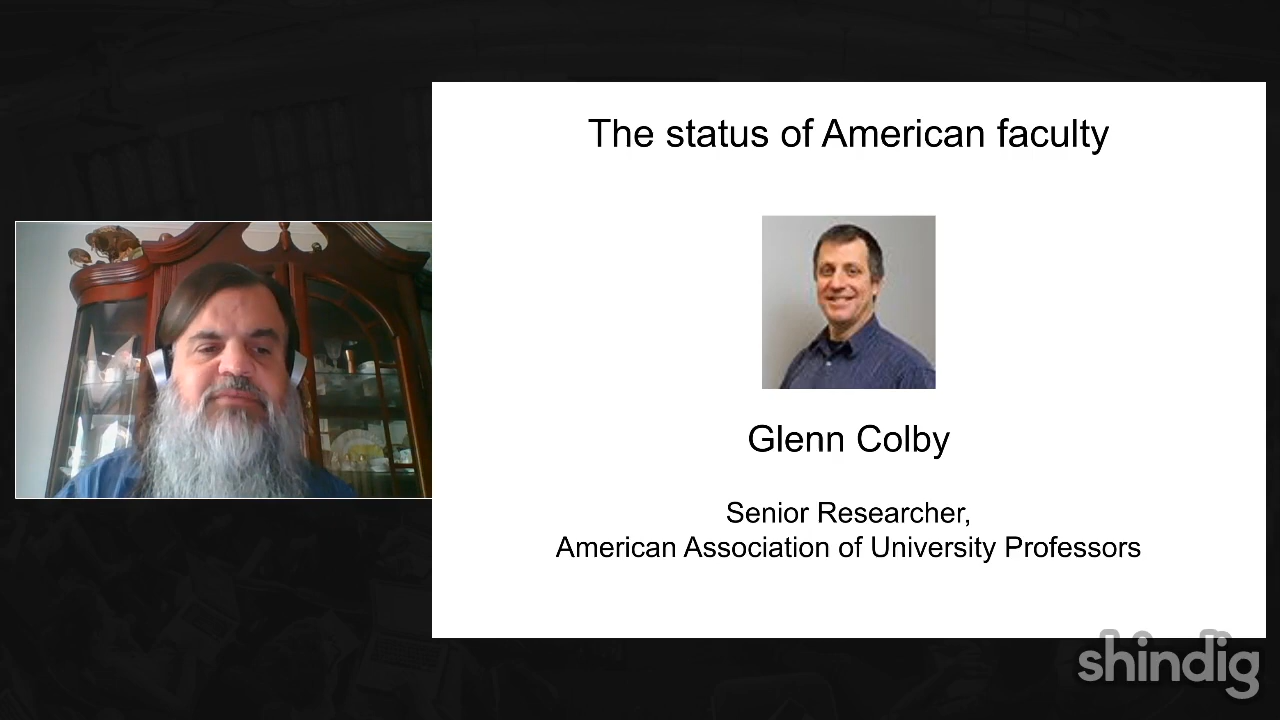 The status of American faculty
Glenn Colby
Senior Researcher,
American Association of University Professors
shindig